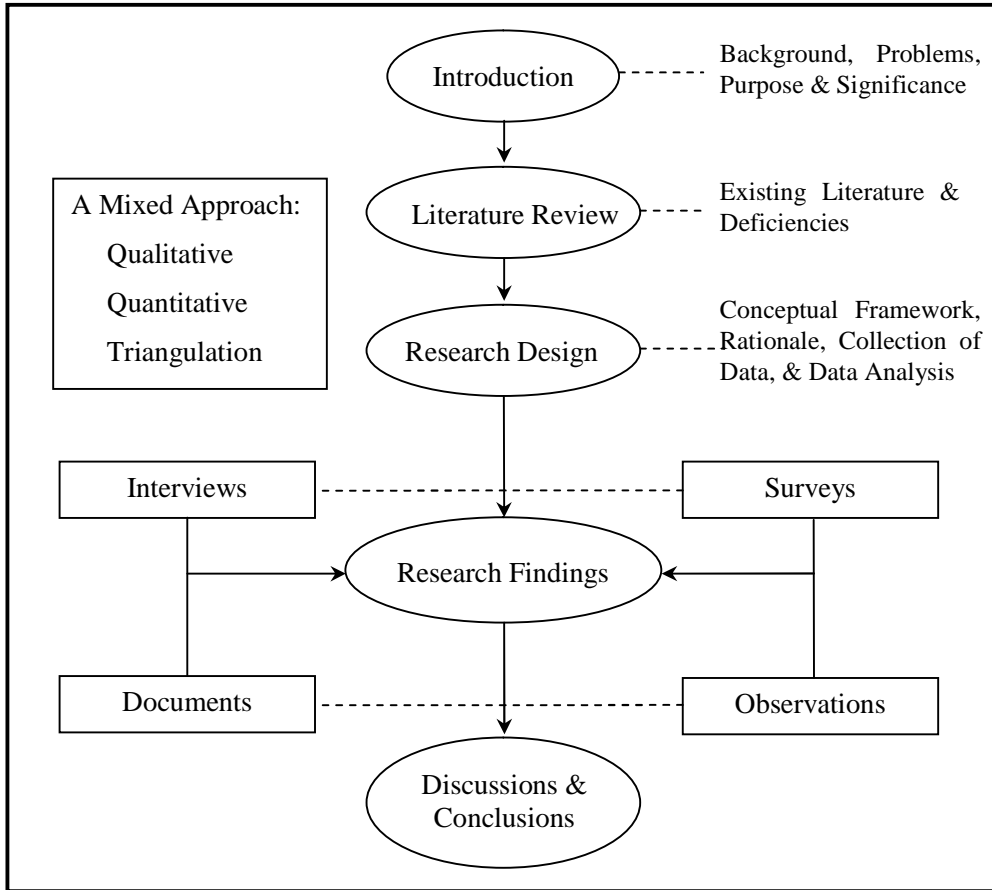 Introduction
Background, Problems,
Purpose & Significance
A Mixed Approach:
Qualitative
Quantitative
Triangulation
Literature Review
Existing Literature &
Deficiencies
Research Design
Conceptual Framework,
Rationale, Collection of
Data, & Data Analysis
Interviews
Surveys
Research Findings
Documents
Observations
Discussions &
Conclusions